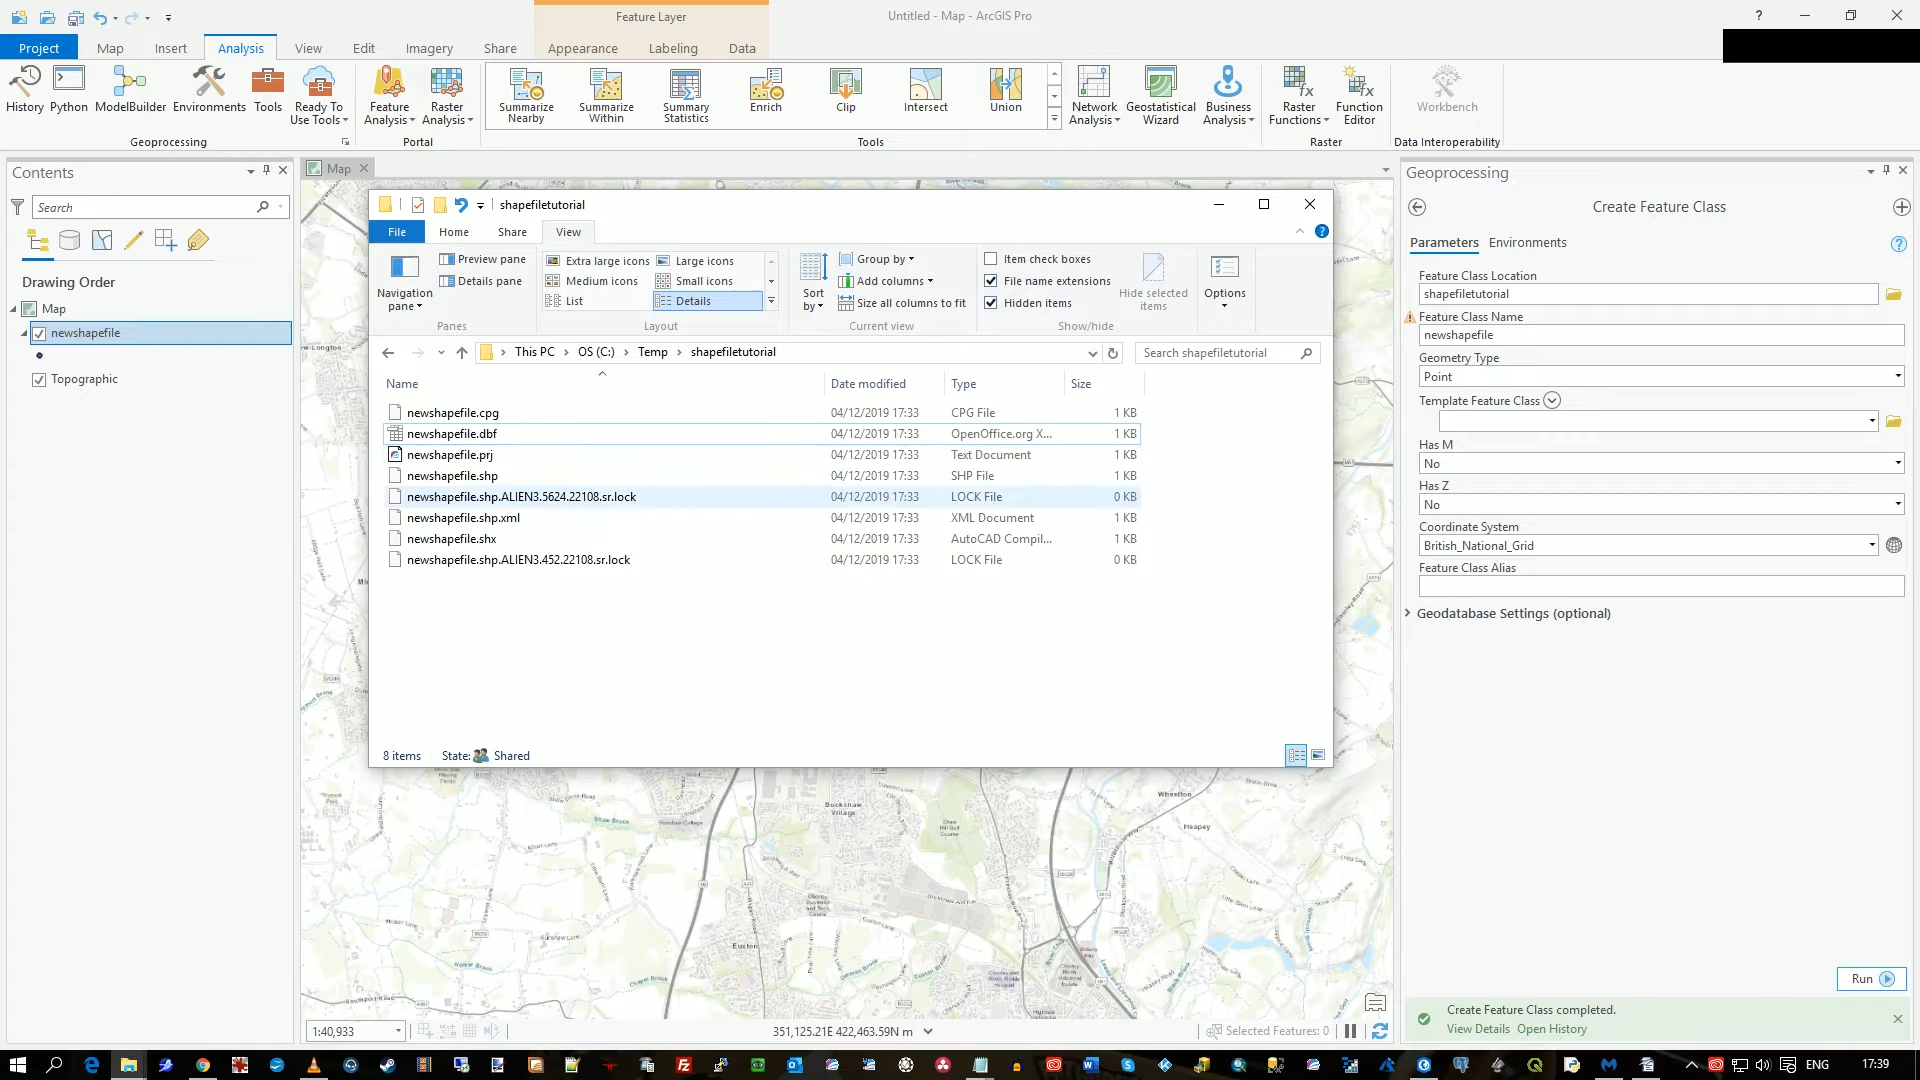 Feature Layer
Untitled - Map - ArcGIS Pro
?
Project Map Insert Analysis View Edit Imagery Share Appearance Labeling Data
History Python ModelBuilder Environments Tools Ready To Use Tools
Feature Analysis Raster Analysis
Summarize Nearby Summarize Within Summary Statistics Enrich Clip Intersect Union
Network Analysis Geostatistical Wizard Business Analysis
Raster Functions Function Editor Workbench
Geoprocessing Portal Tools Raster Data Interoperability
Contents
Search
Drawing Order
Map
newshapefile
Topographic
Map
shapefiletutorial
File Home Share View
Navigation pane
Preview pane
Details pane
Panes
Extra large icons Large icons
Medium icons Small icons
List Details
Layout
Sort by
Group by
Add columns
Size all columns to fit
Current view
Item check boxes
File name extensions
Hidden items
Hide selected items
Show/hide
Options
This PC OS (C:) Temp shapefiletutorial
Search shapefiletutorial
Name Date modified Type Size
newshapefile.cpg 04/12/2019 17:33 CPG File 1 KB
newshapefile.dbf 04/12/2019 17:33 OpenOffice.org X... 1 KB
newshapefile.prj 04/12/2019 17:33 Text Document 1 KB
newshapefile.shp 04/12/2019 17:33 SHP File 1 KB
newshapefile.shp.ALIEN3.5624.22108.sr.lock 04/12/2019 17:33 LOCK File 0 KB
newshapefile.shp.xml 04/12/2019 17:33 XML Document 1 KB
newshapefile.shx 04/12/2019 17:33 AutoCAD Compil... 1 KB
newshapefile.shp.ALIEN3.452.22108.sr.lock 04/12/2019 17:33 LOCK File 0 KB
8 items State: Shared
Buckshaw Village
Wheelton
Heapey
Euxton
1:40,933
351,125.21E 422,463.59N m
Selected Features: 0
Geoprocessing
Create Feature Class
Parameters Environments
Feature Class Location
shapefiletutorial
Feature Class Name
newshapefile
Geometry Type
Point
Template Feature Class
Has M
No
Has Z
No
Coordinate System
British_National_Grid
Feature Class Alias
Geodatabase Settings (optional)
Run
Create Feature Class completed.
View Details Open History
ENG
17:39